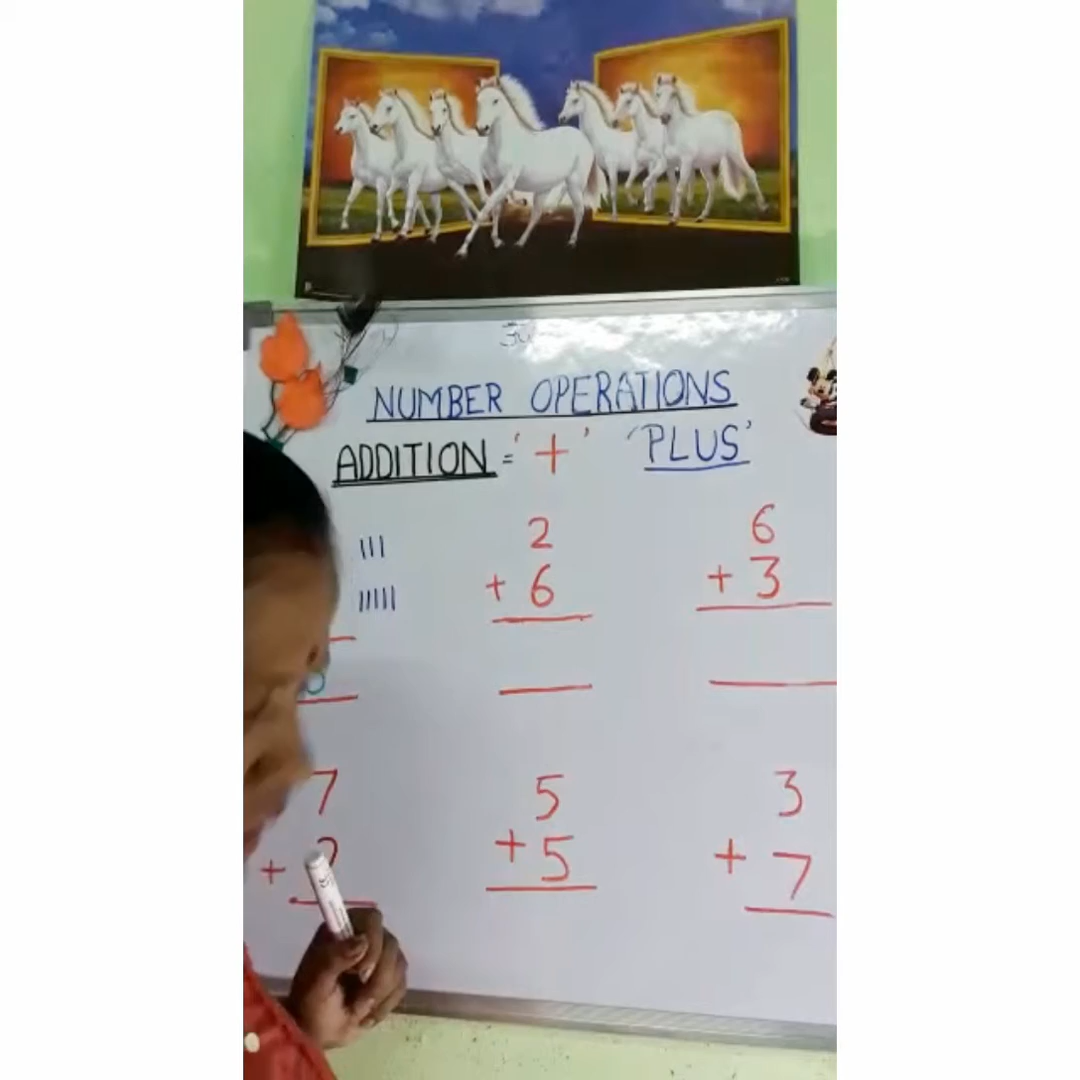 NUMBER OPERATIONS
ADDITION = '+' 'PLUS'
||| 2 6
||||| + 6 + 3
7 5 3
+ + 5 + 7